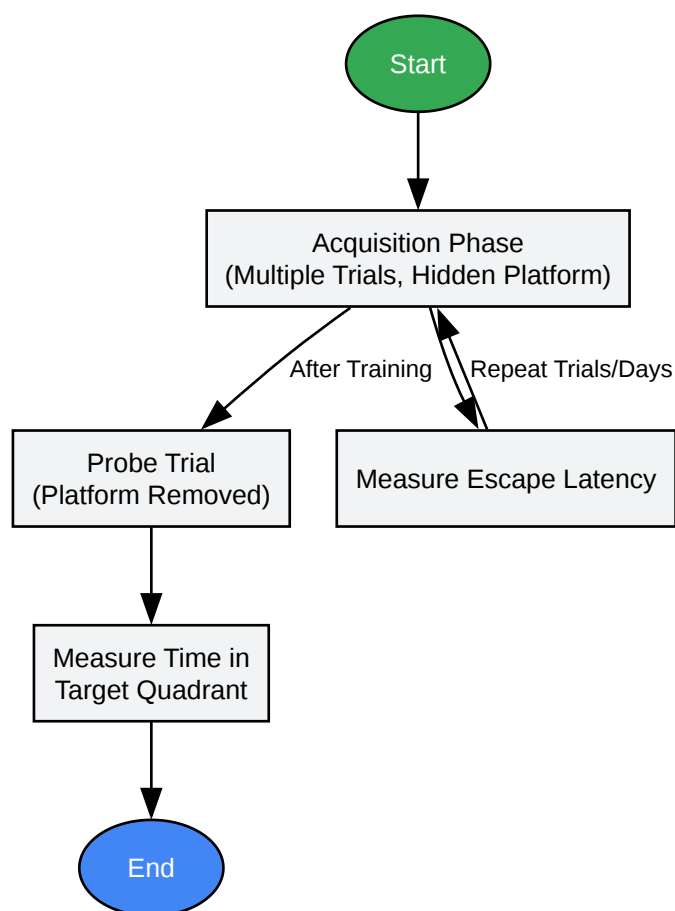 Start
Acquisition Phase
(Multiple Trials, Hidden Platform)
After Training
Repeat Trials/Days
Probe Trial
(Platform Removed)
Measure Escape Latency
Measure Time in
Target Quadrant
End